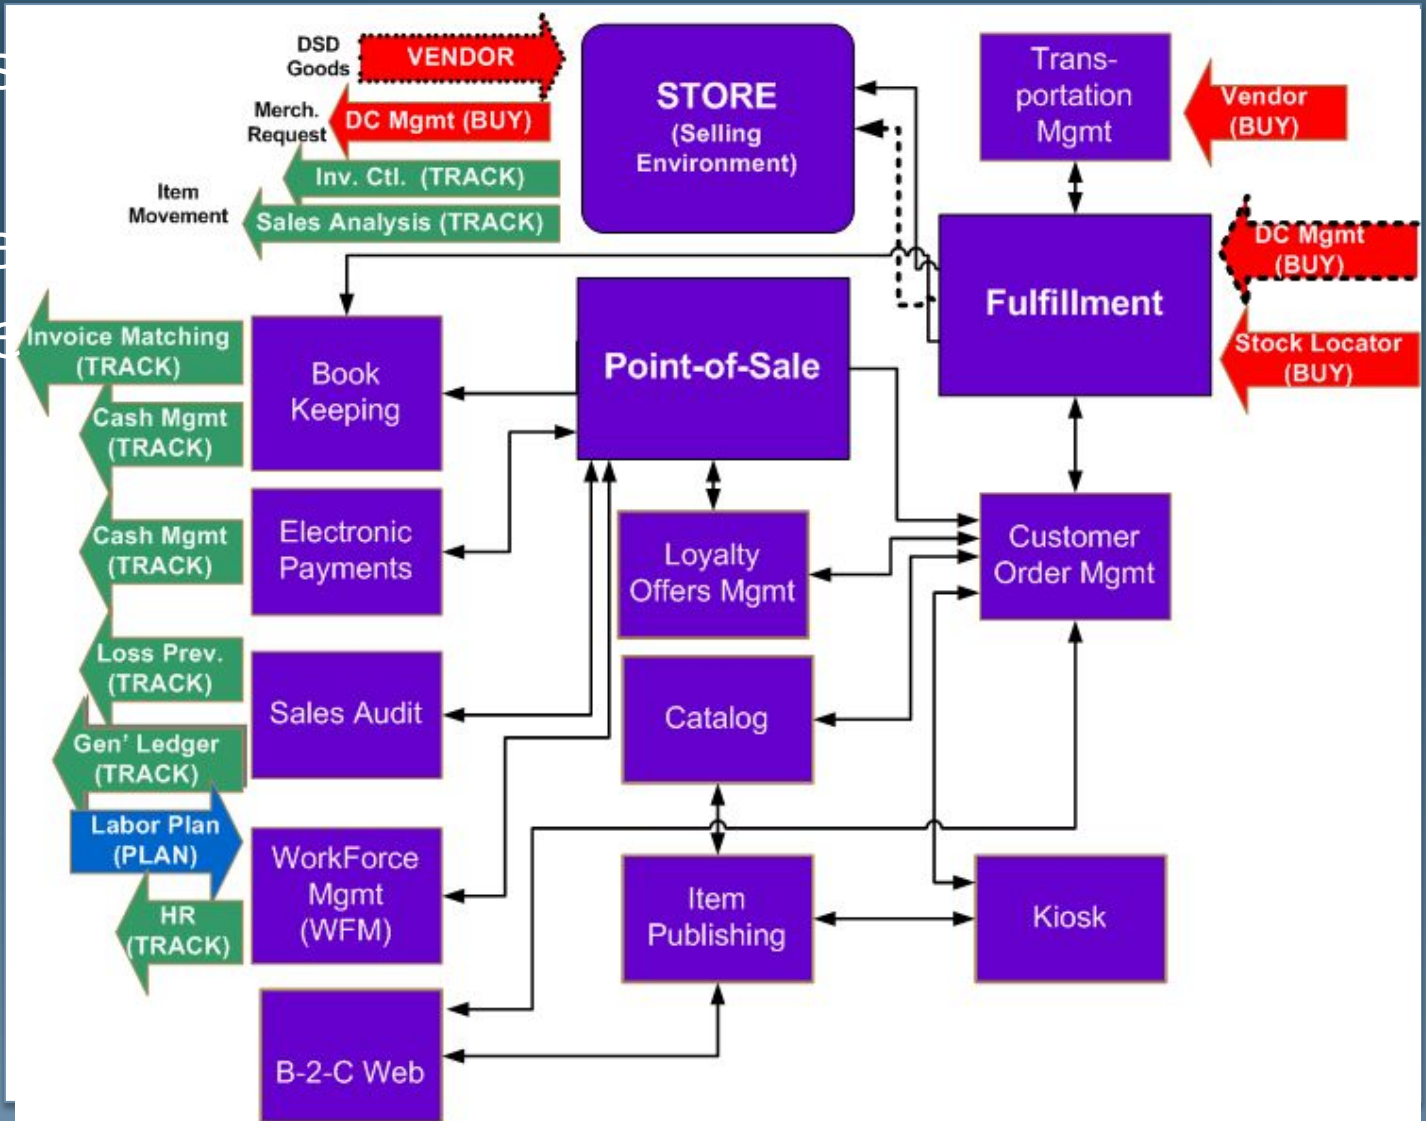 DSD
Goods
VENDOR
Merch.
Request
DC Mgmt (BUY)
Inv. Ctl. (TRACK)
Item
Movement
Sales Analysis (TRACK)
STORE
(Selling
Environment)
Trans-
portation
Mgmt
Vendor
(BUY)
DC Mgmt
(BUY)
Fulfillment
Stock Locator
(BUY)
Point-of-Sale
Invoice Matching
(TRACK)
Book
Keeping
Cash Mgmt
(TRACK)
Electronic
Payments
Cash Mgmt
(TRACK)
Loyalty
Offers Mgmt
Customer
Order Mgmt
Loss Prev.
(TRACK)
Sales Audit
Catalog
Gen' Ledger
(TRACK)
Labor Plan
(PLAN)
WorkForce
Mgmt
(WFM)
HR
(TRACK)
Item
Publishing
Kiosk
B-2-C Web